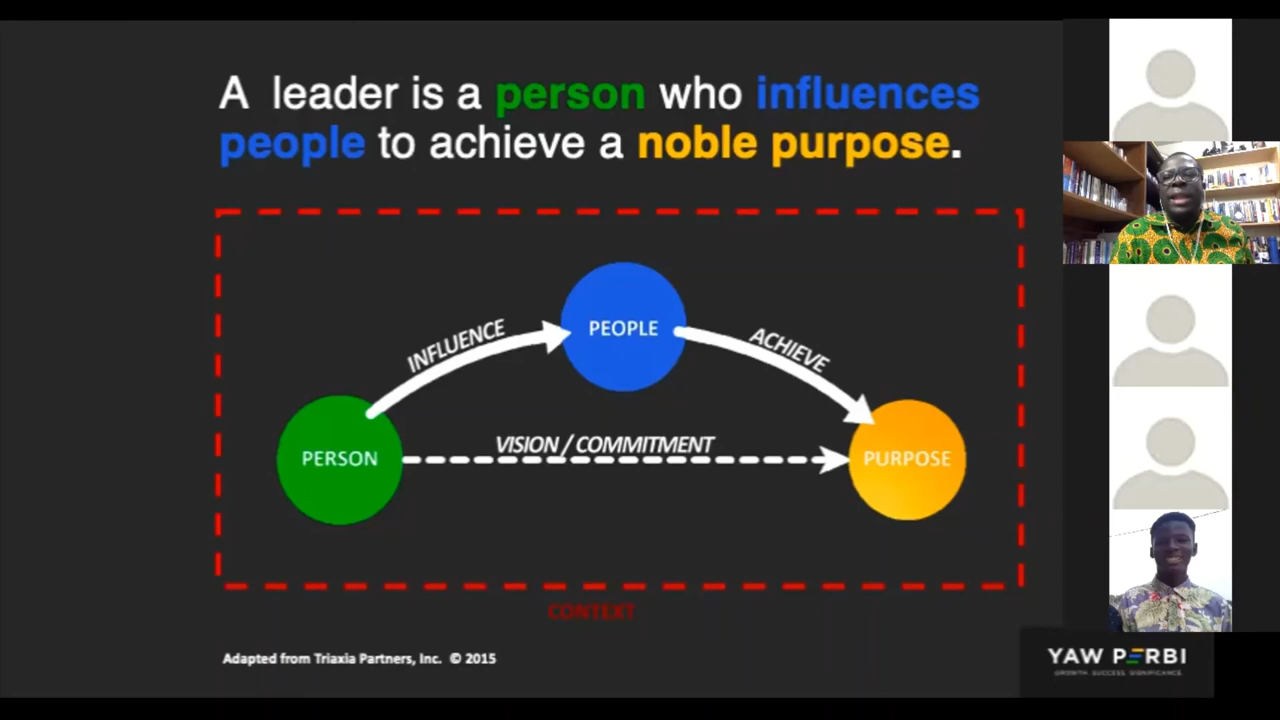 A leader is a person who influences
people to achieve a noble purpose.
INFLUENCE
PEOPLE
ACHIEVE
PERSON
VISION / COMMITMENT
PURPOSE
CONTEXT
Adapted from Triaxia Partners, Inc. © 2015
YAW PERBI
GROWTH. SUCCESS. SIGNIFICANCE.